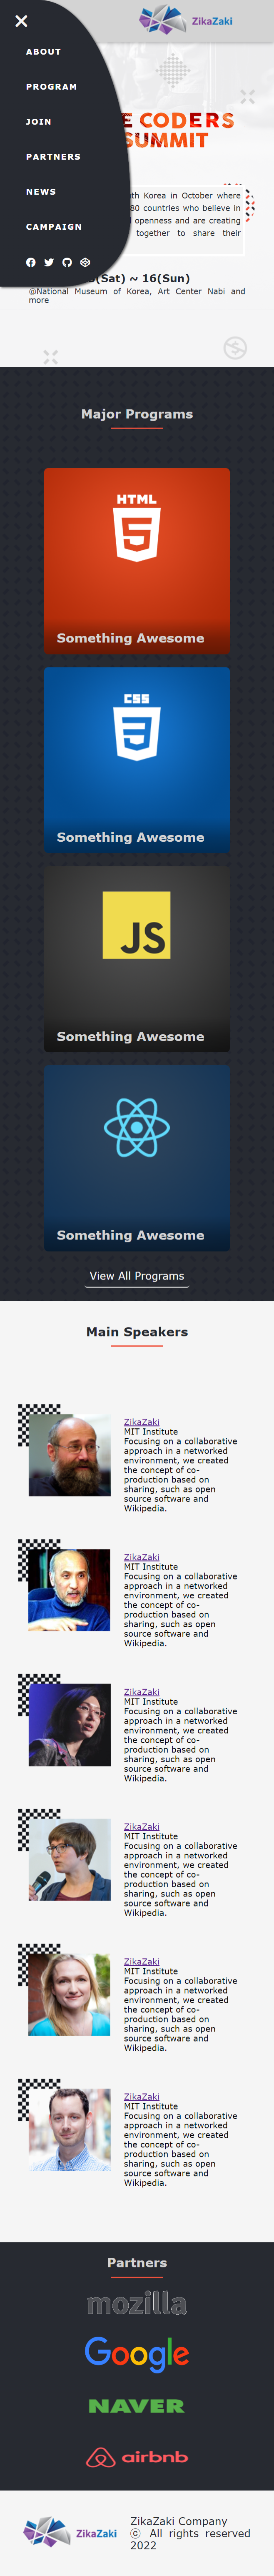 ZikaZaki
ABOUT
PROGRAM
JOIN
PARTNERS
NEWS
CAMPAIGN
E CODERS
SUMMIT
th Korea in October where
80 countries who believe in
openness and are creating
together to share their
(Sat) ~ 16(Sun)
@National Museum of Korea, Art Center Nabi and
more
Major Programs
HTML
5
Something Awesome
CSS
3
Something Awesome
JS
Something Awesome
Something Awesome
View All Programs
Main Speakers
ZikaZaki
MIT Institute
Focusing on a collaborative
approach in a networked
environment, we created
the concept of co-
production based on
sharing, such as open
source software and
Wikipedia.
ZikaZaki
MIT Institute
Focusing on a collaborative
approach in a networked
environment, we created
the concept of co-
production based on
sharing, such as open
source software and
Wikipedia.
ZikaZaki
MIT Institute
Focusing on a collaborative
approach in a networked
environment, we created
the concept of co-
production based on
sharing, such as open
source software and
Wikipedia.
ZikaZaki
MIT Institute
Focusing on a collaborative
approach in a networked
environment, we created
the concept of co-
production based on
sharing, such as open
source software and
Wikipedia.
ZikaZaki
MIT Institute
Focusing on a collaborative
approach in a networked
environment, we created
the concept of co-
production based on
sharing, such as open
source software and
Wikipedia.
ZikaZaki
MIT Institute
Focusing on a collaborative
approach in a networked
environment, we created
the concept of co-
production based on
sharing, such as open
source software and
Wikipedia.
Partners
mozilla
Google
NAVER
airbnb
ZikaZaki
ZikaZaki Company
ⓒ All rights reserved
2022